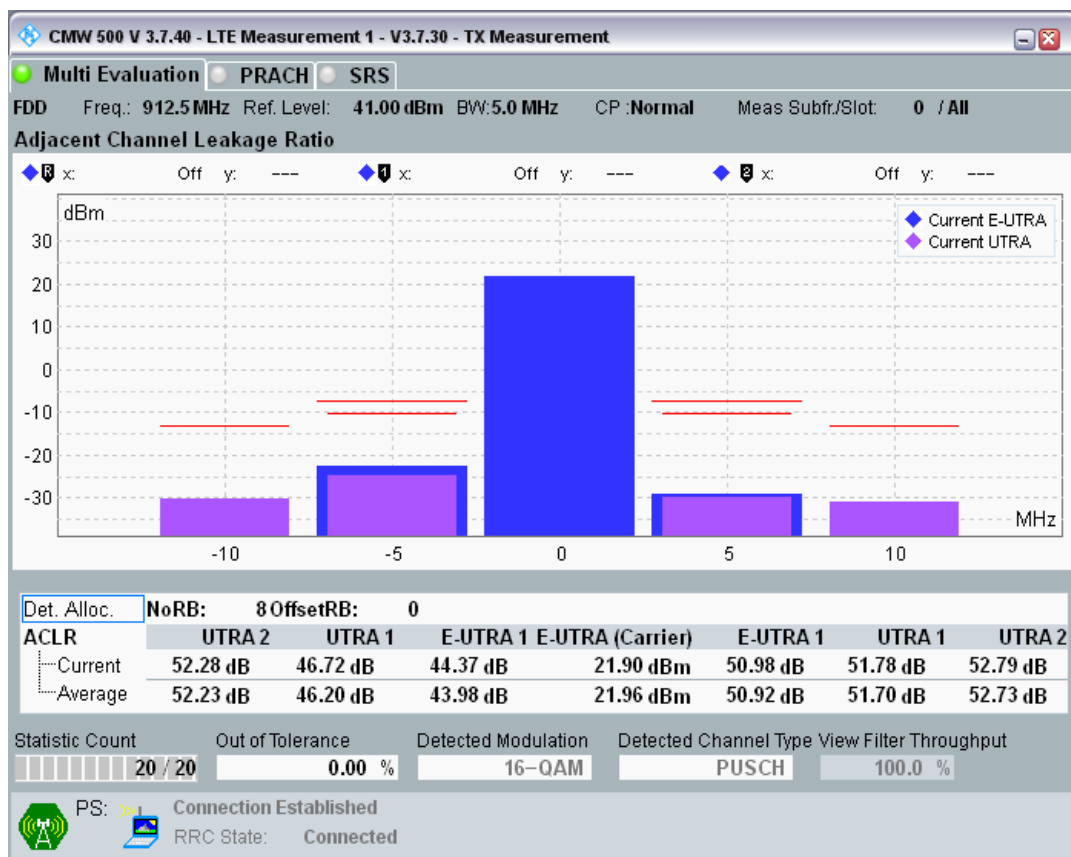 CMW 500 V 3.7.40 - LTE Measurement 1 - V3.7.30 - TX Measurement
Multi Evaluation PRACH SRS
FDD Freq.: 912.5 MHz Ref. Level: 41.00 dBm BW:5.0 MHz CP :Normal Meas Subfr./Slot: 0 / All
Adjacent Channel Leakage Ratio
R x: Off y: --- 1 x: Off y: --- 2 x: Off y: ---
dBm
Current E-UTRA
Current UTRA
30
20
10
0
-10
-20
-30
MHz
-10 -5 0 5 10
Det. Alloc. NoRB: 8 OffsetRB: 0
ACLR UTRA 2 UTRA 1 E-UTRA 1 E-UTRA (Carrier) E-UTRA 1 UTRA 1 UTRA 2
Current 52.28 dB 46.72 dB 44.37 dB 21.90 dBm 50.98 dB 51.78 dB 52.79 dB
Average 52.23 dB 46.20 dB 43.98 dB 21.96 dBm 50.92 dB 51.70 dB 52.73 dB
Statistic Count Out of Tolerance Detected Modulation Detected Channel Type View Filter Throughput
20 / 20 0.00 % 16-QAM PUSCH 100.0 %
PS: Connection Established
RRC State: Connected